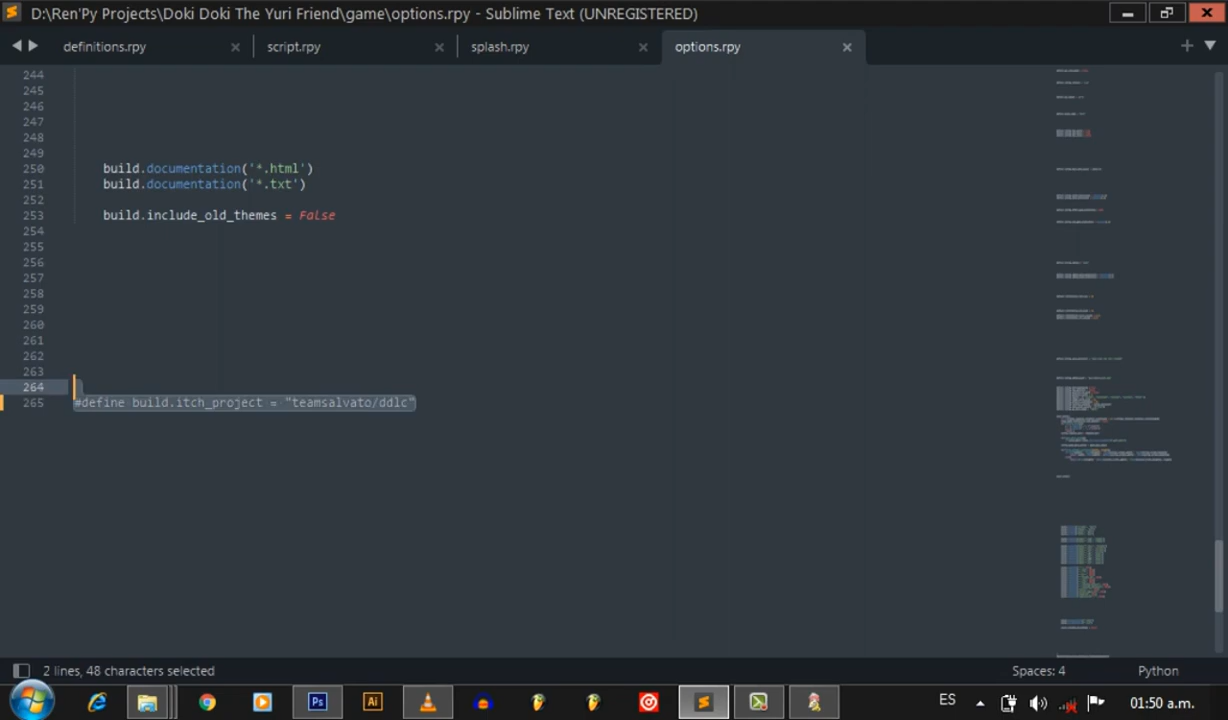 D:\Ren'Py Projects\Doki Doki The Yuri Friend\game\options.rpy - Sublime Text (UNREGISTERED)
definitions.rpy
script.rpy
splash.rpy
options.rpy
244
245
246
247
248
249
250 build.documentation('*.html')
251 build.documentation('*.txt')
252
253 build.include_old_themes = False
254
255
256
257
258
259
260
261
262
263
264
265 #define build.itch_project = "teamsalvato/ddlc"
2 lines, 48 characters selected
Spaces: 4
Python
Ps
Ai
ES
01:50 a.m.